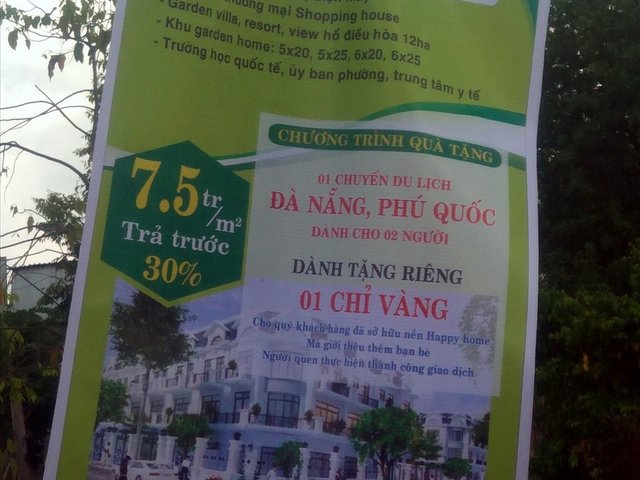 mại Shopping house
- Garden villa, resort, view hồ điều hòa 12ha
- Khu garden home: 5x20, 5x25, 6x20, 6x25
- Trường học quốc tế, ủy ban phường, trung tâm y tế
CHƯƠNG TRÌNH QUÀ TẶNG
7.5tr/m²
Trả trước
30%
01 CHUYẾN DU LỊCH
ĐÀ NẴNG, PHÚ QUỐC
DÀNH CHO 02 NGƯỜI
DÀNH TẶNG RIÊNG
01 CHỈ VÀNG
Cho quý khách hàng đã sở hữu nền Happy home
Mà giới thiệu thêm bạn bè
Người quen thực hiện thành công giao dịch